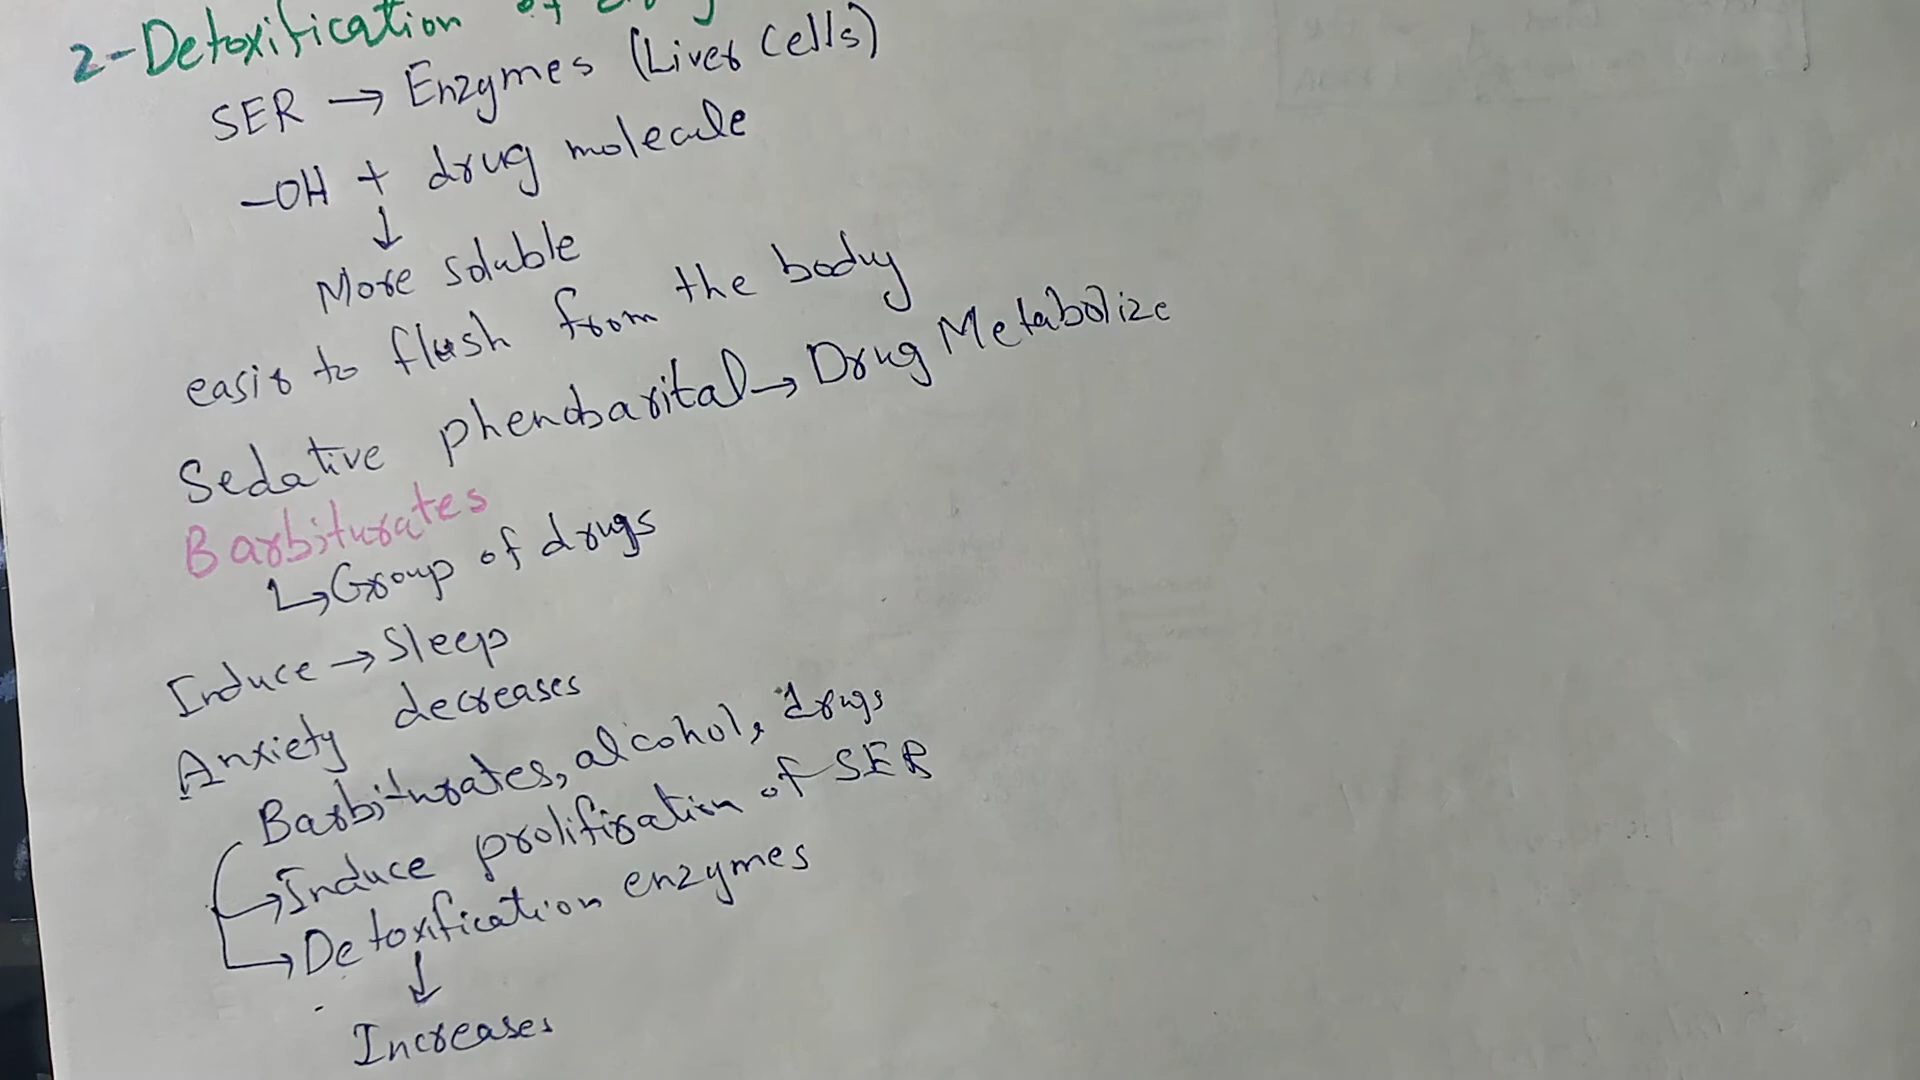 2-Detoxification of
SER → Enzymes (Liver Cells)
-OH + drug molecule
↓
More soluble
easir to flush from the body
Sedative phenobarital → Drug Metabolize
Barbiturates
↳ Group of drugs
Induce → Sleep
Anxiety decreases
Barbiturates, alcohol, drugs
→ Induce prolifiration of SER
→ Detoxification enzymes
↓
Increases